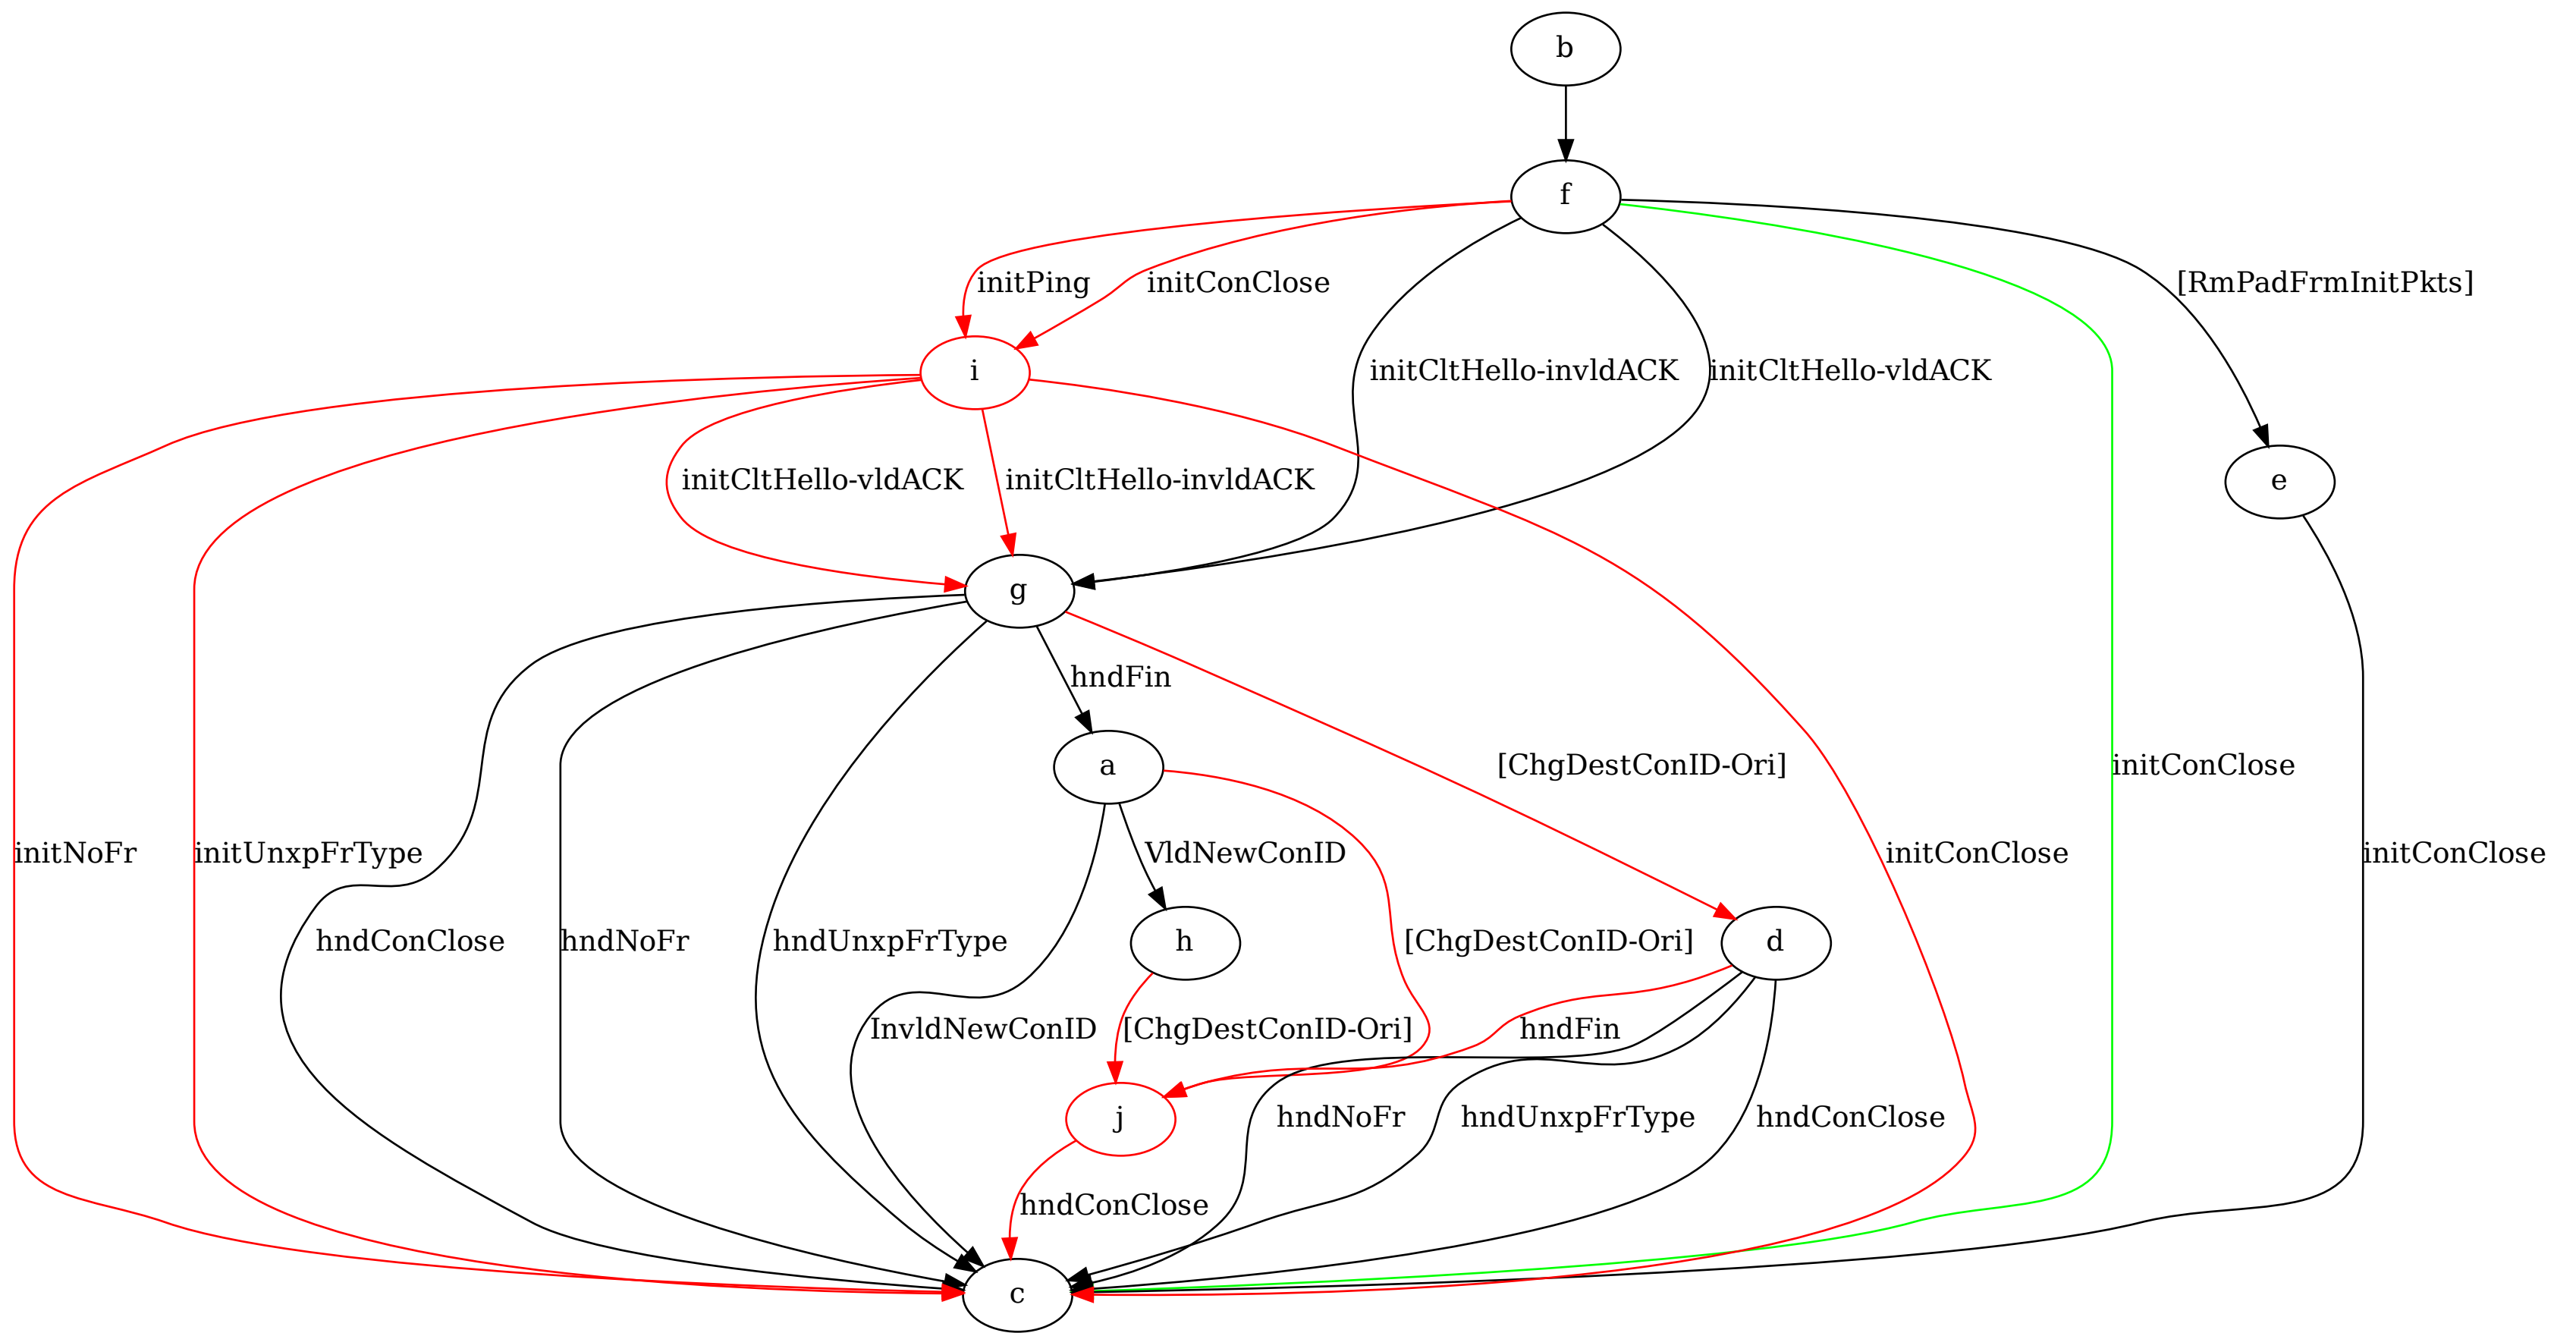 b
f
initPing
initConClose
[RmPadFrmInitPkts]
i
initCltHello-invldACK
initCltHello-vldACK
initCltHello-vldACK
initCltHello-invldACK
e
g
hndFin
a
[ChgDestConID-Ori]
initConClose
initNoFr
initUnxpFrType
VldNewConID
initConClose
initConClose
hndConClose
hndNoFr
hndUnxpFrType
h
[ChgDestConID-Ori]
d
InvldNewConID
[ChgDestConID-Ori]
hndFin
j
hndNoFr
hndUnxpFrType
hndConClose
hndConClose
c